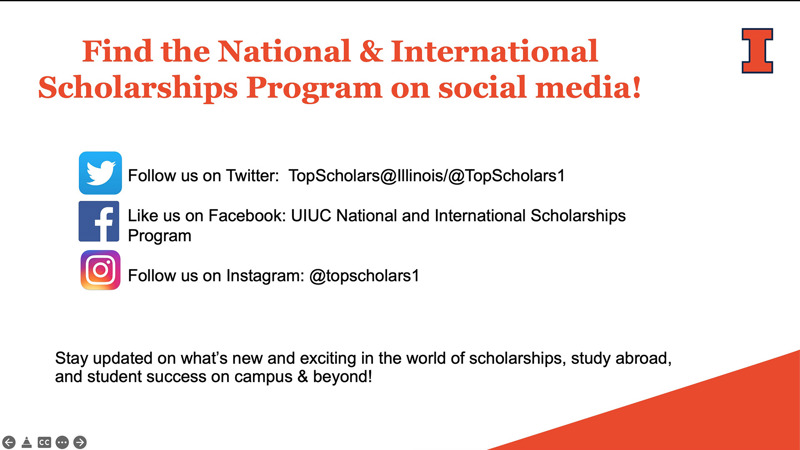 Find the National & International
Scholarships Program on social media!
I
Follow us on Twitter:  TopScholars@Illinois/@TopScholars1
Like us on Facebook: UIUC National and International Scholarships
Program
Follow us on Instagram: @topscholars1
Stay updated on what’s new and exciting in the world of scholarships, study abroad,
and student success on campus & beyond!
CC